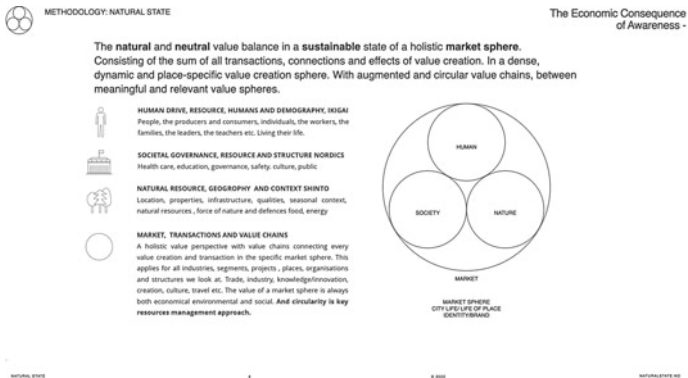 METHODOLOGY: NATURAL STATE
The Economic Consequence
of Awareness -
The natural and neutral value balance in a sustainable state of a holistic market sphere.
Consisting of the sum of all transactions, connections and effects of value creation. In a dense,
dynamic and place-specific value creation sphere. With augmented and circular value chains, between
meaningful and relevant value spheres.
HUMAN DRIVE, RESOURCE, HUMANS AND DEMOGRAPHY, IKIGAI
People, the producers and consumers, individuals, the workers, the
families, the leaders, the teachers etc. Living their life.
SOCIETAL GOVERNANCE, RESOURCE AND STRUCTURE NORDICS
Health care, education, governance, safety. culture, public
NATURAL RESOURCE, GEOGROPHY AND CONTEXT SHINTO
Location, properties, infrastructure, qualities, seasonal context,
natural resources , force of nature and defences food, energy
MARKET, TRANSACTIONS AND VALUE CHAINS
A holistic value perspective with value chains connecting every
value creation and transaction in the specific market sphere. This
applies for all industries, segments, projects , places, organisations
and structures we look at. Trade, industry, knowledge/innovation,
creation, culture, travel etc. The value of a market sphere is always
both economical environmental and social. And circularity is key
resources management approach.
HUMAN
SOCIETY
NATURE
MARKET
MARKET SPHERE
CITY LIFE/ LIFE OF PLACE
IDENTITY/BRAND
NATURAL STATE
© 2023
NATURALSTATE.NO